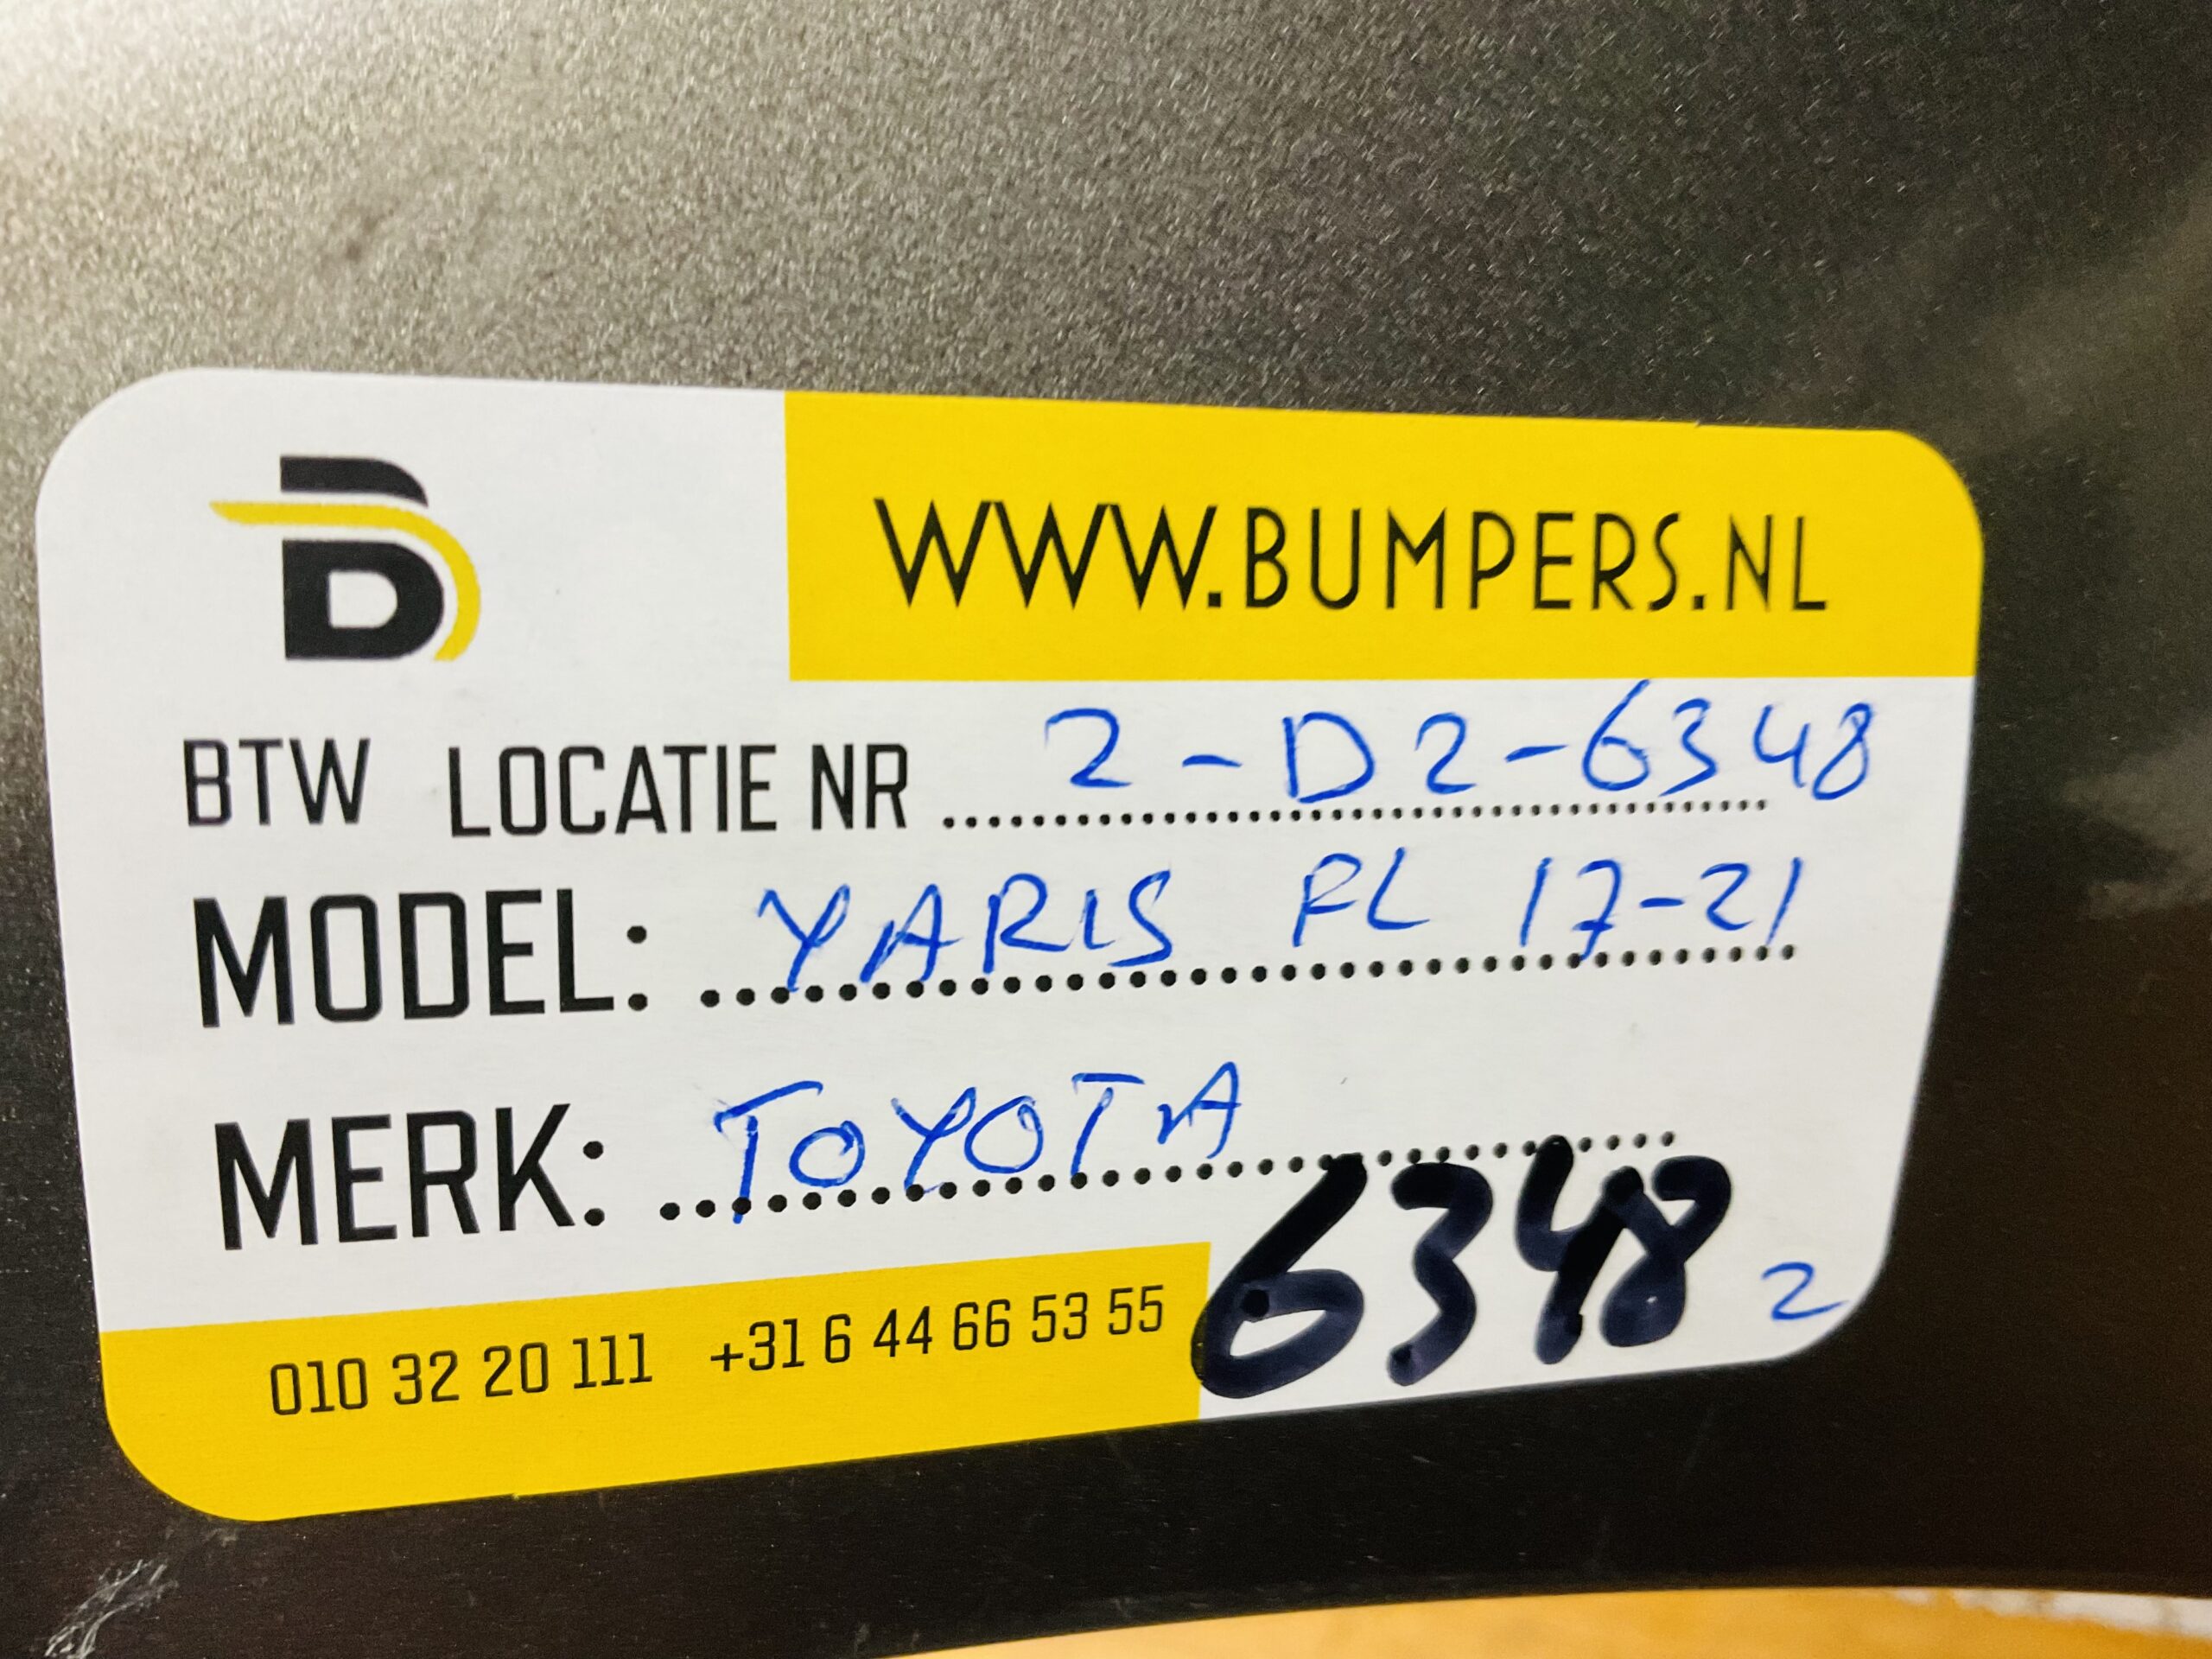 B
WWW.BUMPERS.NL
BTW LOCATIE NR 2-D2-6348
MODEL: YARIS FL 17-21
MERK: TOYOTA
6348 2
010 32 20 111 +31 6 44 66 53 55